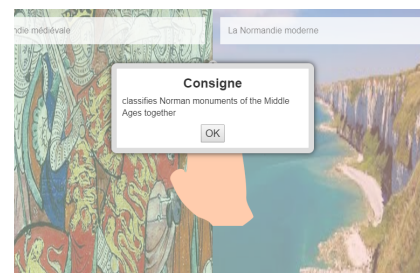 ndie médiévale
La Normandie moderne
Consigne
classifies Norman monuments of the Middle
Ages together
OK